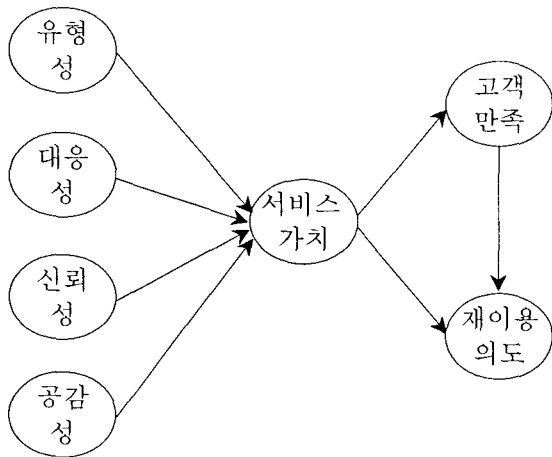 유형
성
대응
성
신뢰
성
공감
성
서비스
가치
고객
만족
재이용
의도